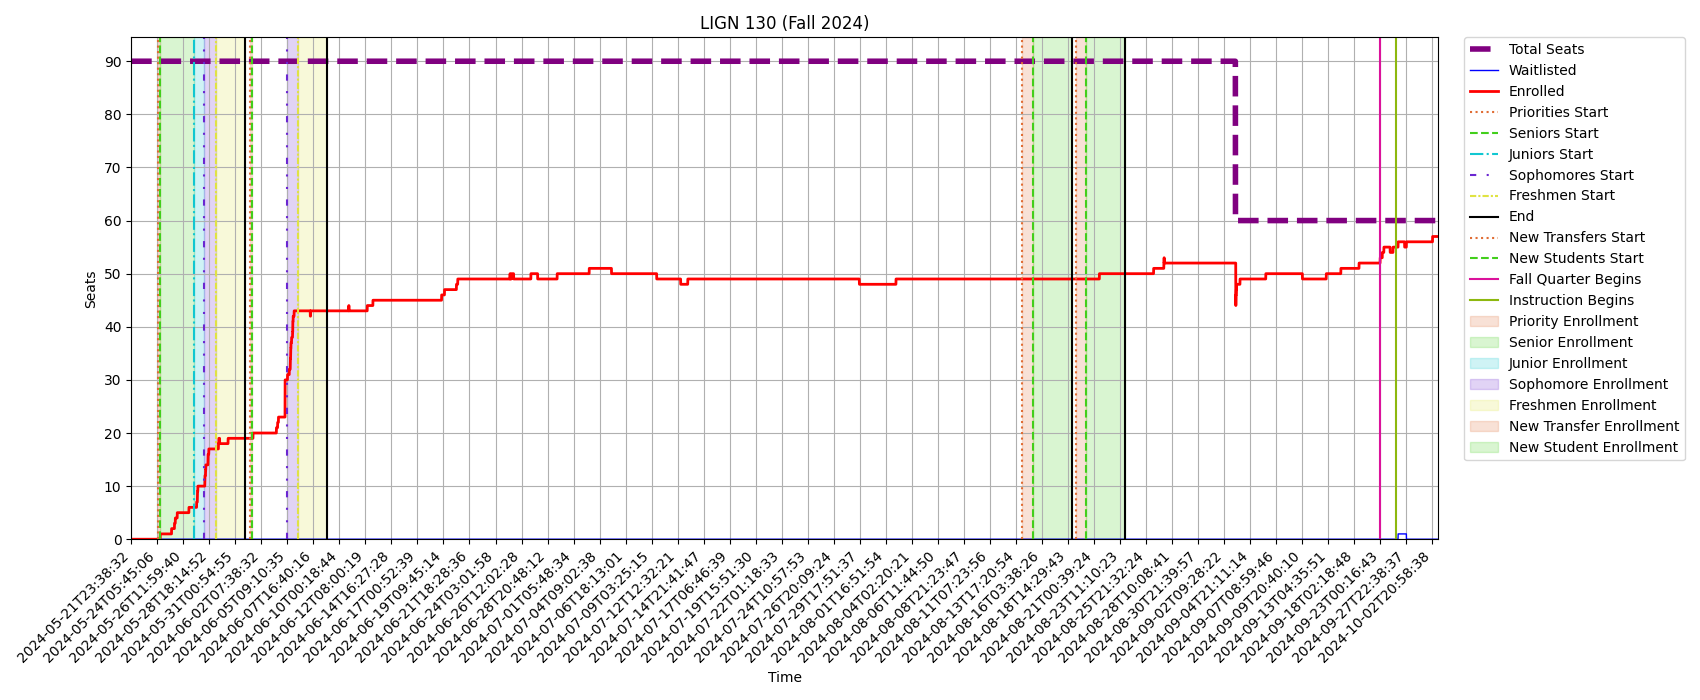 LIGN 130 (Fall 2024)
Seats
90
80
70
60
50
40
30
20
10
0
2024-05-21T23:38:32
2024-05-24T05:45:06
2024-05-26T11:59:40
2024-05-28T18:14:52
2024-05-31T00:54:55
2024-06-02T07:38:32
2024-06-05T09:10:35
2024-06-07T16:40:16
2024-06-10T00:18:44
2024-06-12T08:00:19
2024-06-14T16:27:28
2024-06-17T00:52:39
2024-06-19T09:45:14
2024-06-21T18:28:36
2024-06-24T03:01:58
2024-06-26T12:02:28
2024-06-28T20:48:12
2024-07-01T05:48:34
2024-07-04T09:02:38
2024-07-06T18:13:01
2024-07-09T03:25:15
2024-07-12T12:32:21
2024-07-14T21:41:47
2024-07-17T06:46:39
2024-07-19T15:51:30
2024-07-22T01:18:33
2024-07-24T10:57:53
2024-07-26T20:09:24
2024-07-29T17:51:37
2024-08-01T16:51:54
2024-08-04T02:20:21
2024-08-06T11:44:50
2024-08-08T21:23:47
2024-08-11T07:23:56
2024-08-13T17:20:54
2024-08-16T03:38:26
2024-08-18T14:29:43
2024-08-21T00:39:24
2024-08-23T11:10:23
2024-08-25T21:32:24
2024-08-28T10:08:41
2024-08-30T21:39:57
2024-09-02T09:28:22
2024-09-04T21:11:14
2024-09-07T08:59:46
2024-09-09T20:40:10
2024-09-13T04:35:51
2024-09-18T02:18:48
2024-09-23T00:16:43
2024-09-27T22:38:37
2024-10-02T20:58:38
Time
Total Seats
Waitlisted
Enrolled
Priorities Start
Seniors Start
Juniors Start
Sophomores Start
Freshmen Start
End
New Transfers Start
New Students Start
Fall Quarter Begins
Instruction Begins
Priority Enrollment
Senior Enrollment
Junior Enrollment
Sophomore Enrollment
Freshmen Enrollment
New Transfer Enrollment
New Student Enrollment